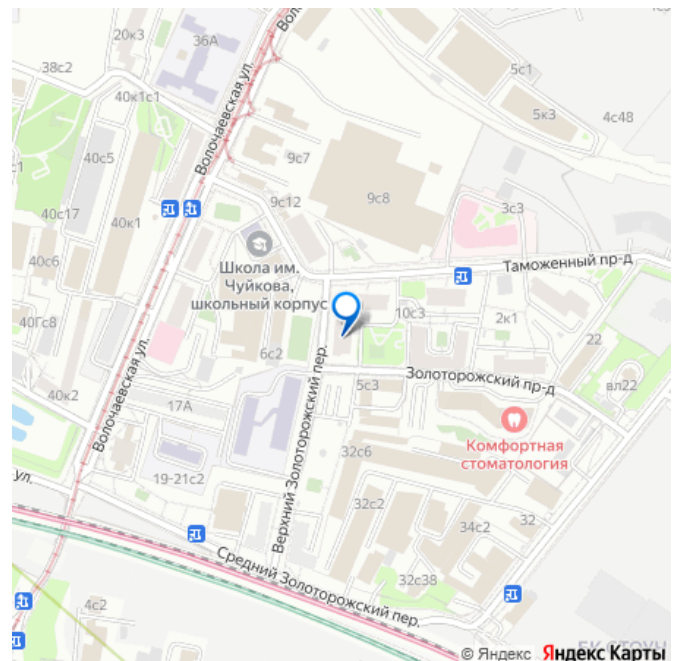 20к3
36А
Волочаевская ул.
38с2
40к1с1
5с1
5к3
4с48
40с5
9с7
9с8
40с17
40к1
9с12
3с3
Школа им.
Чуйкова,
школьный корпус
Таможенный пр-д
40с6
40Гс8
10с3
2к1
6с2
Золоторожский пр-д
5с3
вл22
40к2
17А
Волочаевская ул.
Верхний Золоторожский пер.
Комфортная
стоматология
32с6
19-21с2
ул.
32с2
34с2
32
Средний Золоторожский пер.
32с38
4с2
© Яндекс Яндекс Карты